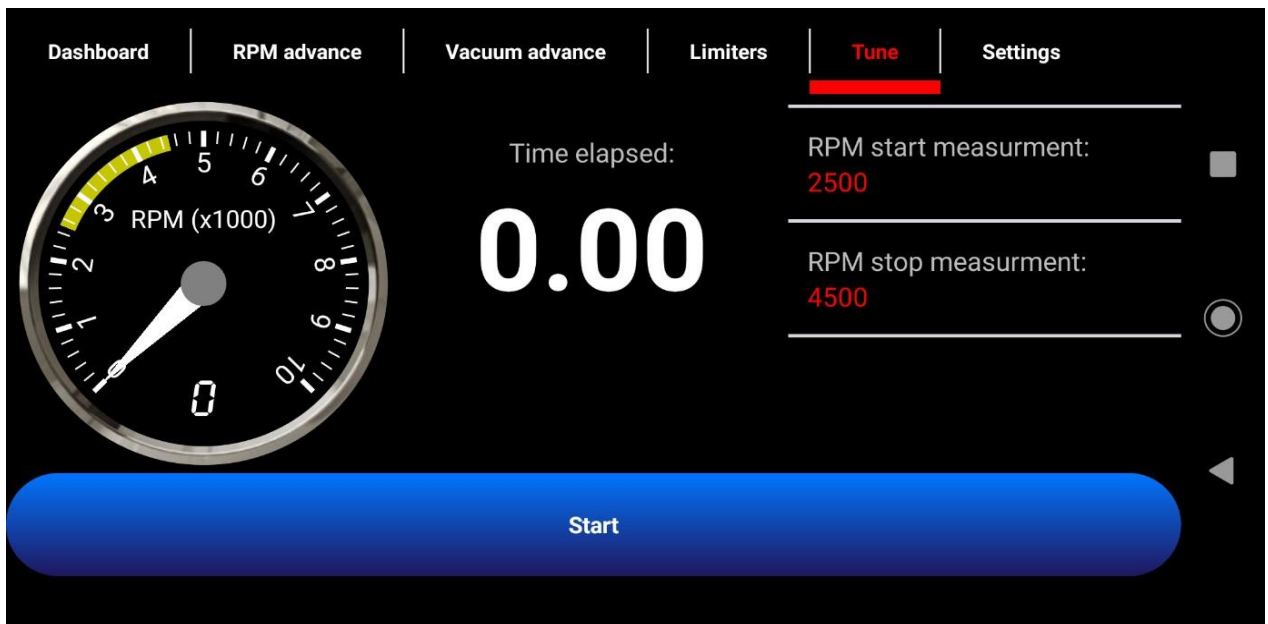 Dashboard
RPM advance
Vacuum advance
Limiters
Tune
Settings
0
1
2
3
4
5
6
7
8
9
10
RPM (x1000)
0
Time elapsed:
0.00
RPM start measurment:
2500
RPM stop measurment:
4500
Start